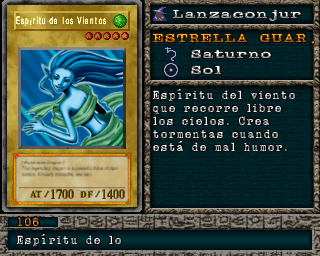 Espíritu de los Vientos
AT/1700 DF/1400
Lanzaconjur
ESTRELLA GUAR.
Saturno
Sol
Espíritu del viento
que recorre libre
los cielos. Crea
tormentas cuando
está de mal humor.
106
Espíritu de lo